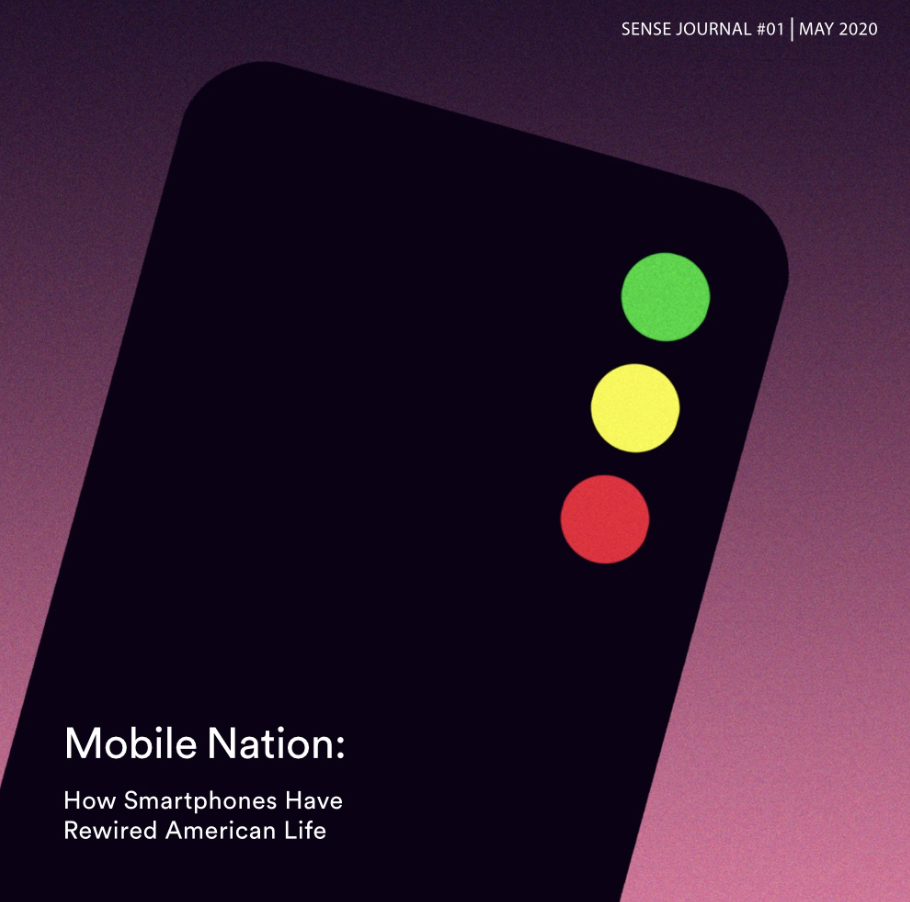 SENSE JOURNAL #01 | MAY 2020
Mobile Nation:
How Smartphones Have
Rewired American Life